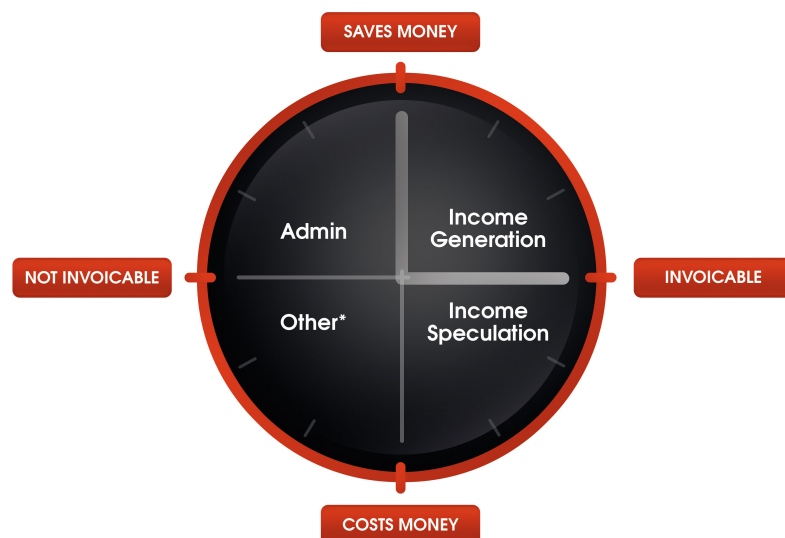 SAVES MONEY
Income
Generation
Admin
NOT INVOICABLE
INVOICABLE
Income
Speculation
Other*
COSTS MONEY